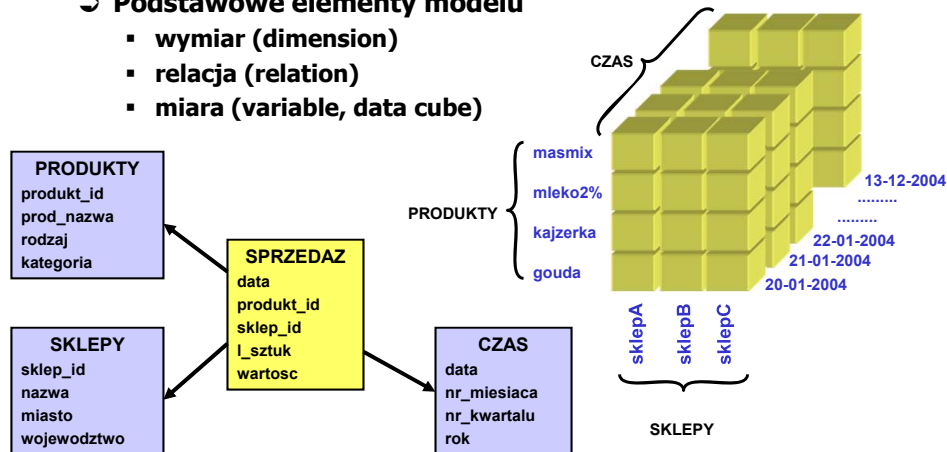 ➲ Podstawowe elementy modelu
▪ wymiar (dimension)
▪ relacja (relation)
▪ miara (variable, data cube)
PRODUKTY
produkt_id
prod_nazwa
rodzaj
kategoria
SPRZEDAZ
data
produkt_id
sklep_id
l_sztuk
wartosc
SKLEPY
sklep_id
nazwa
miasto
wojewodztwo
CZAS
data
nr_miesiaca
nr_kwartalu
rok
CZAS
PRODUKTY
masmix
mleko2%
kajzerka
gouda
13-12-2004
.........
.........
22-01-2004
21-01-2004
20-01-2004
sklepA
sklepB
sklepC
SKLEPY